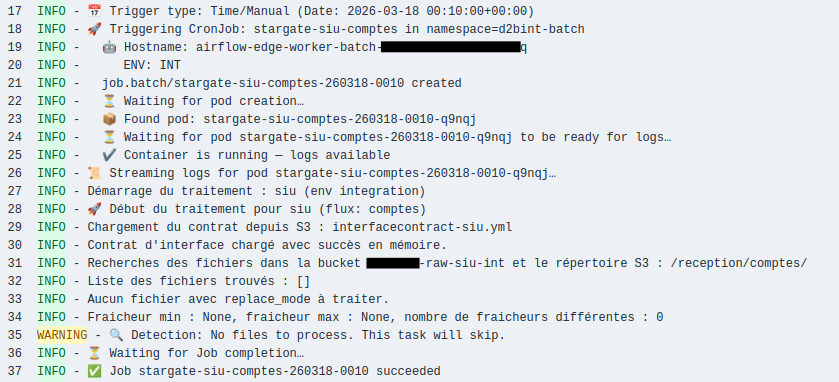 17 INFO - 📅 Trigger type: Time/Manual (Date: 2026-03-18 00:10:00+00:00)
18 INFO - 🚀 Triggering CronJob: stargate-siu-comptes in namespace=d2bint-batch
19 INFO - 🤖 Hostname: airflow-edge-worker-batch- q
20 INFO - ENV: INT
21 INFO - job.batch/stargate-siu-comptes-260318-0010 created
22 INFO - ⏳ Waiting for pod creation…
23 INFO - 📦 Found pod: stargate-siu-comptes-260318-0010-q9nqj
24 INFO - ⏳ Waiting for pod stargate-siu-comptes-260318-0010-q9nqj to be ready for logs…
25 INFO - ✔️ Container is running — logs available
26 INFO - 📜 Streaming logs for pod stargate-siu-comptes-260318-0010-q9nqj…
27 INFO - Démarrage du traitement : siu (env integration)
28 INFO - 🚀 Début du traitement pour siu (flux: comptes)
29 INFO - Chargement du contrat depuis S3 : interfacecontract-siu.yml
30 INFO - Contrat d'interface chargé avec succès en mémoire.
31 INFO - Recherches des fichiers dans la bucket -raw-siu-int et le répertoire S3 : /reception/comptes/
32 INFO - Liste des fichiers trouvés : []
33 INFO - Aucun fichier avec replace_mode à traiter.
34 INFO - Fraicheur min : None, fraicheur max : None, nombre de fraicheurs différentes : 0
35 WARNING - 🔍 Detection: No files to process. This task will skip.
36 INFO - ⏳ Waiting for Job completion…
37 INFO - ✅ Job stargate-siu-comptes-260318-0010 succeeded